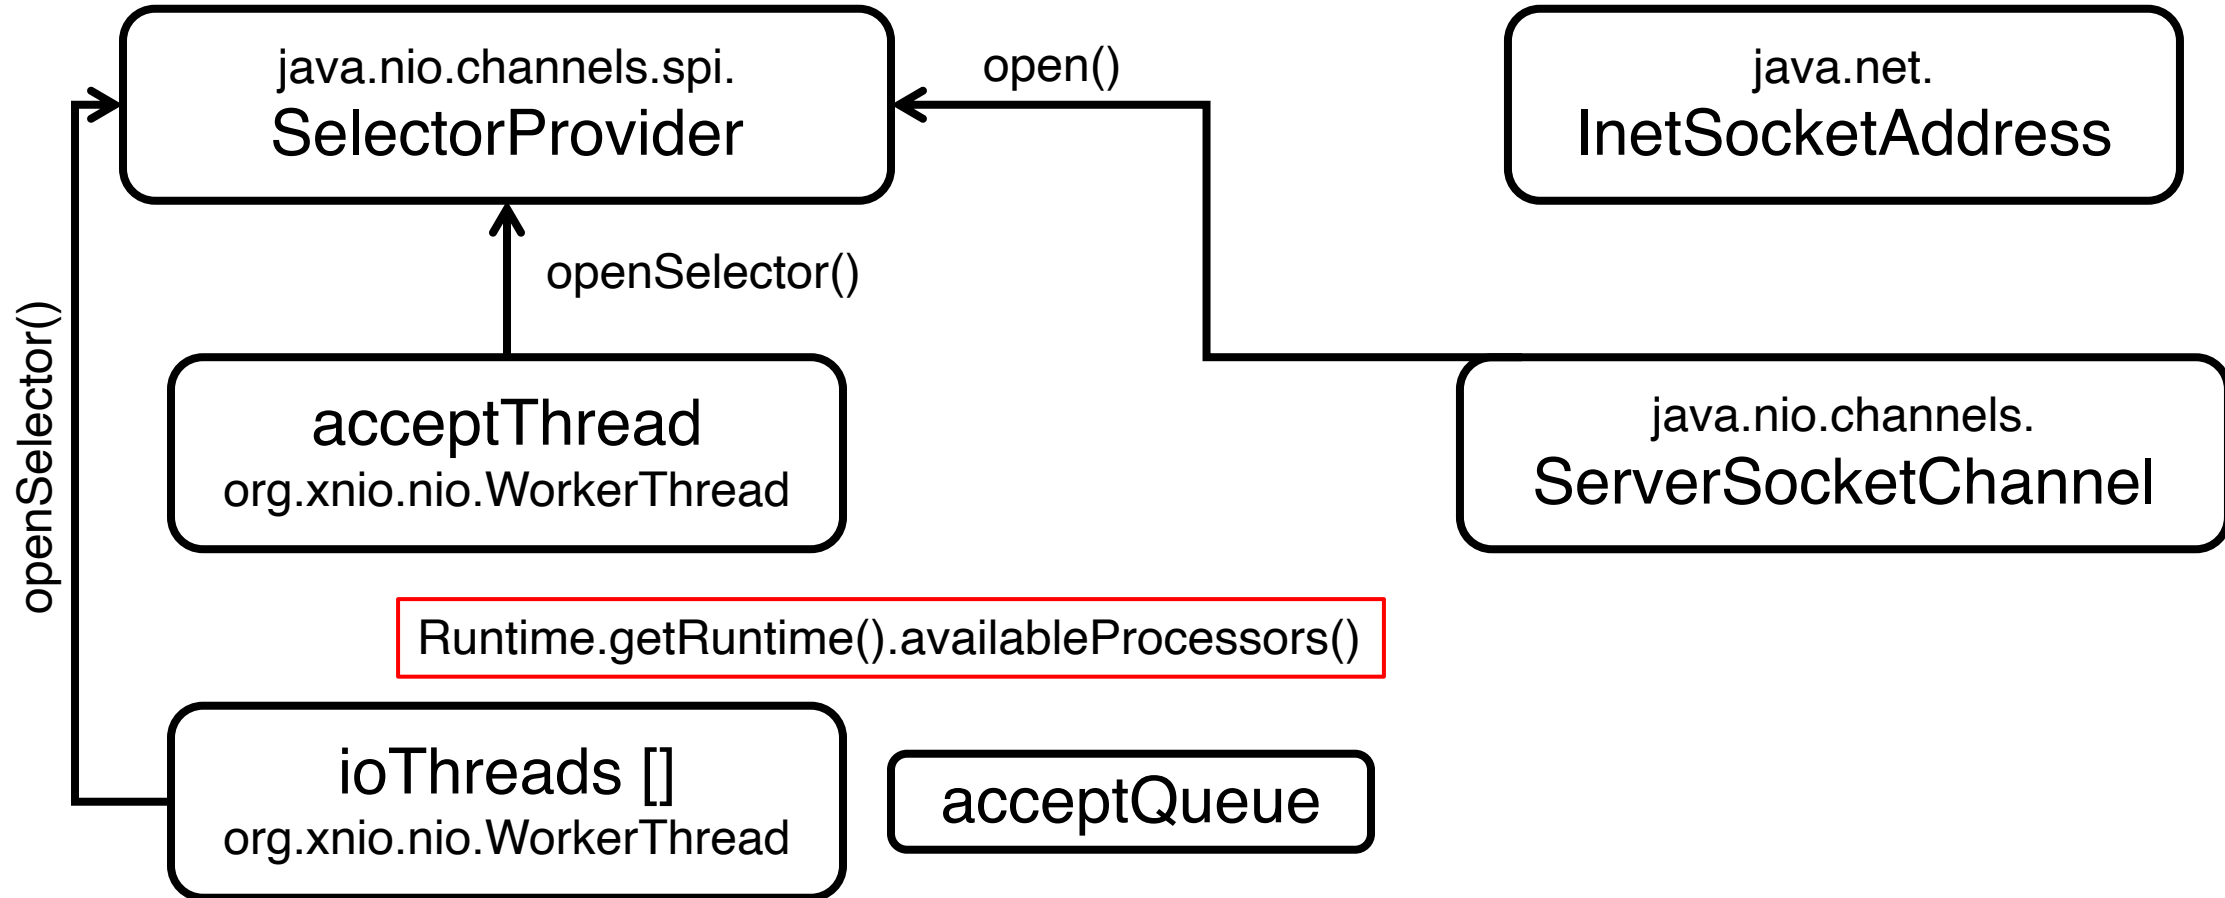 java.nio.channels.spi.
SelectorProvider
open()
java.net.
InetSocketAddress
openSelector()
openSelector()
acceptThread
org.xnio.nio.WorkerThread
java.nio.channels.
ServerSocketChannel
Runtime.getRuntime().availableProcessors()
ioThreads []
org.xnio.nio.WorkerThread
acceptQueue